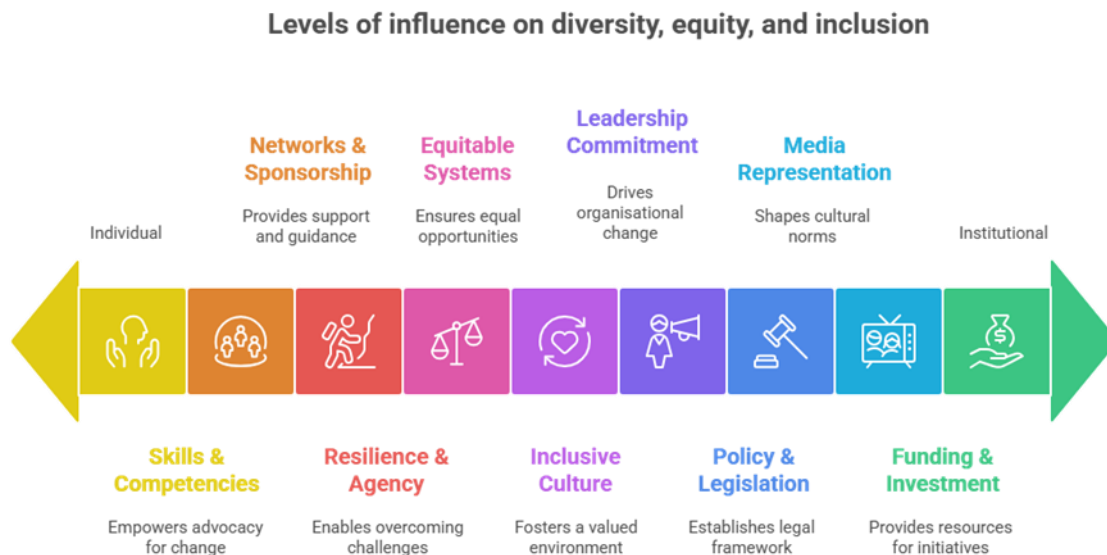 Levels of influence on diversity, equity, and inclusion
Networks &
Sponsorship
Provides support
and guidance
Equitable
Systems
Ensures equal
opportunities
Leadership
Commitment
Drives
organisational
change
Media
Representation
Shapes cultural
norms
Individual
Institutional
$
Skills &
Competencies
Empowers advocacy
for change
Resilience &
Agency
Enables overcoming
challenges
Inclusive
Culture
Fosters a valued
environment
Policy &
Legislation
Establishes legal
framework
Funding &
Investment
Provides resources
for initiatives